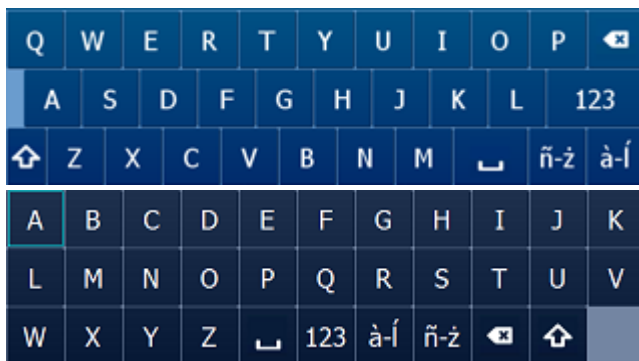 Q W E R T Y U I O P
A S D F G H J K L 123
Z X C V B N M ñ-ż à-Í
A B C D E F G H I J K
L M N O P Q R S T U V
W X Y Z 123 à-Í ñ-ż